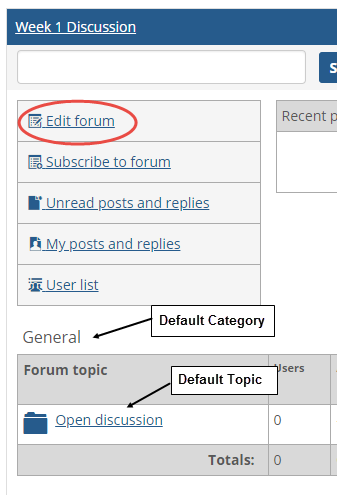 Week 1 Discussion
S
Edit forum
Recent p
Subscribe to forum
Unread posts and replies
My posts and replies
User list
Default Category
General
Forum topic
Users
Default Topic
Open discussion
0
Totals:
0